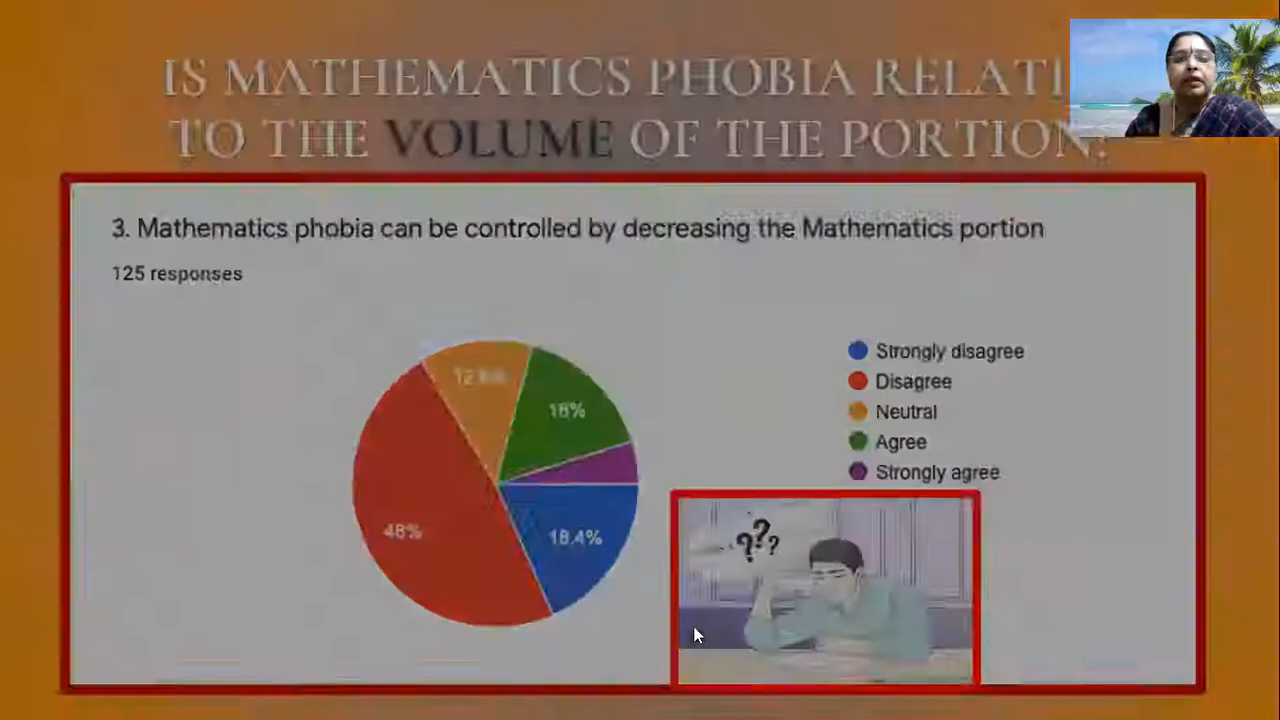 IS MATHEMATICS PHOBIA RELATI
TO THE VOLUME OF THE PORTION?
3. Mathematics phobia can be controlled by decreasing the Mathematics portion
125 responses
Strongly disagree
Disagree
Neutral
Agree
Strongly agree
16%
48%
18.4%
???